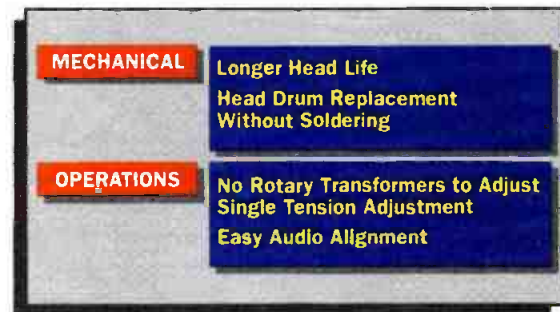 MECHANICAL
Longer Head Life
Head Drum Replacement
Without Soldering
OPERATIONS
No Rotary Transformers to Adjust
Single Tension Adjustment
Easy Audio Alignment